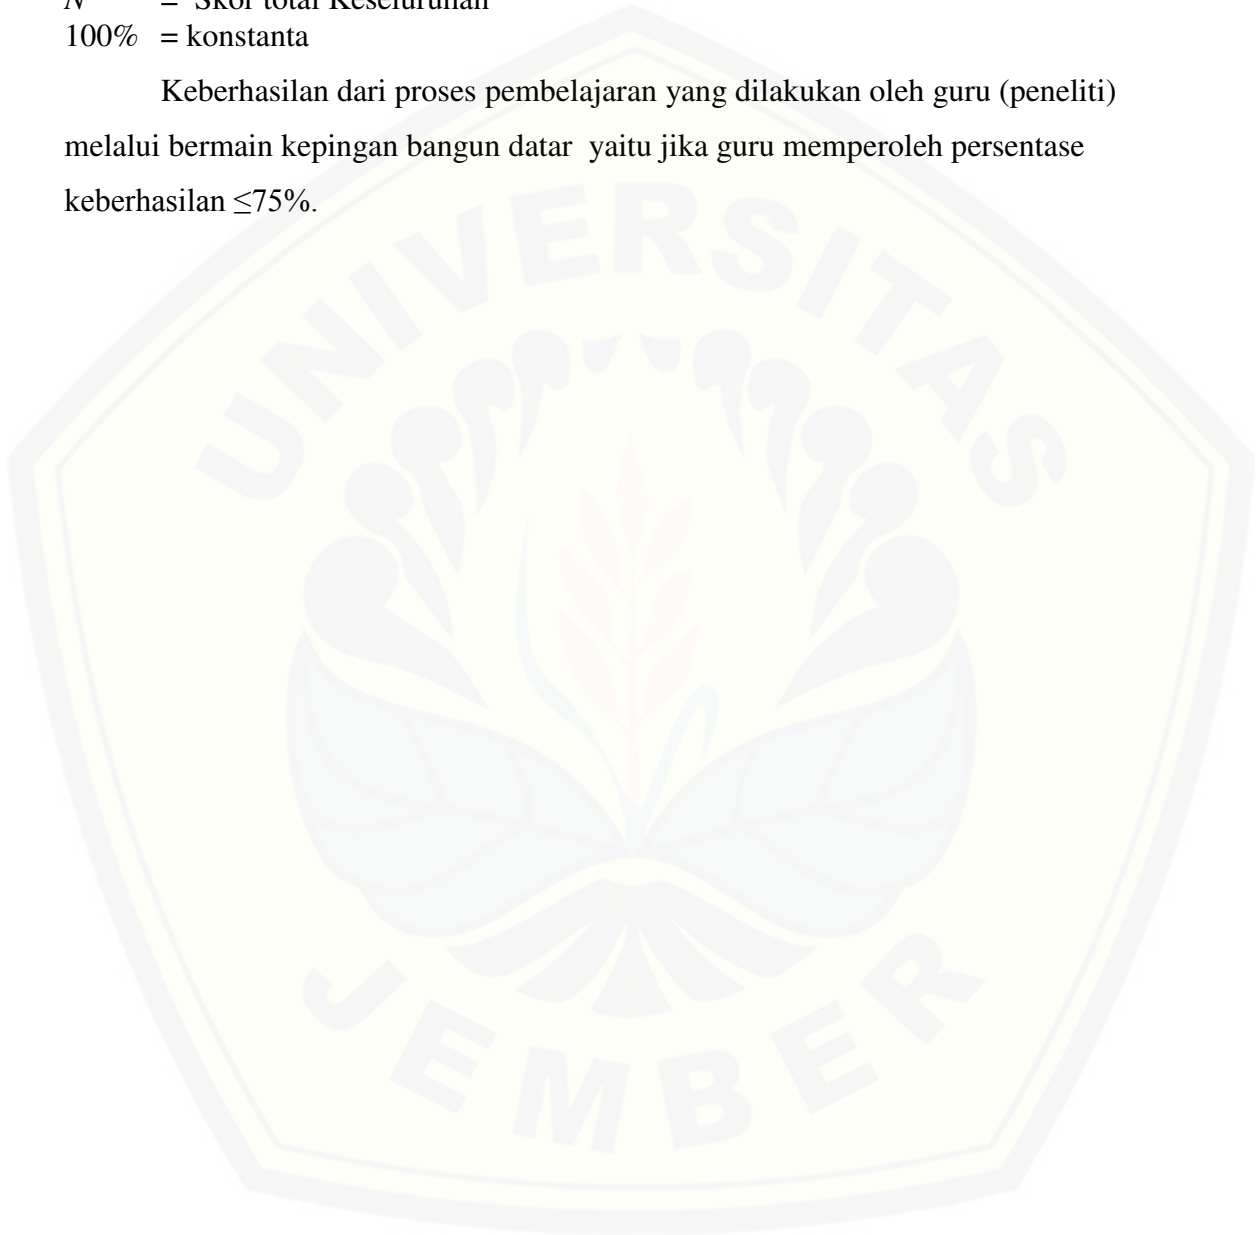 N = Skor total Keseluruhan
100% = konstanta
Keberhasilan dari proses pembelajaran yang dilakukan oleh guru (peneliti)
melalui bermain kepingan bangun datar yaitu jika guru memperoleh persentase
keberhasilan ≤75%.
UNIVERSITAS
JEMBER